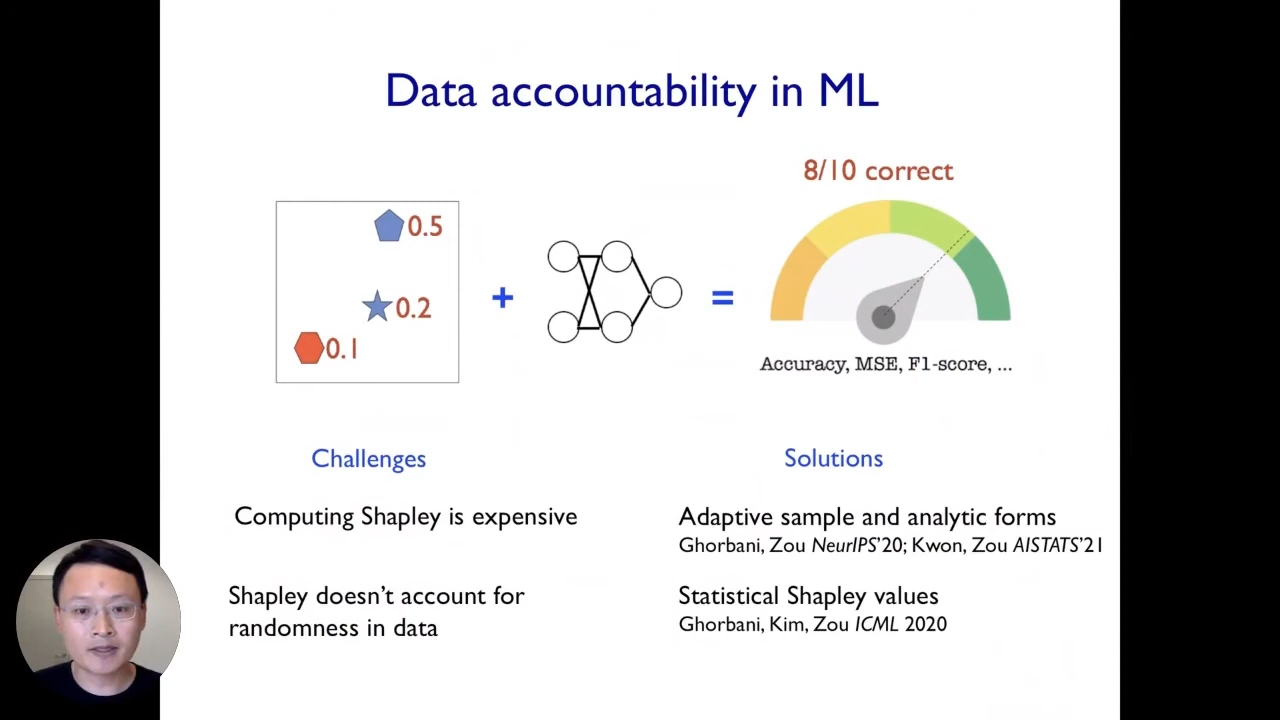 Data accountability in ML
8/10 correct
0.5
0.2
0.1
+
=
Accuracy, MSE, F1-score, ...
Challenges
Solutions
Computing Shapley is expensive
Adaptive sample and analytic forms
Ghorbani, Zou NeurIPS'20; Kwon, Zou AISTATS'21
Shapley doesn't account for
randomness in data
Statistical Shapley values
Ghorbani, Kim, Zou ICML 2020